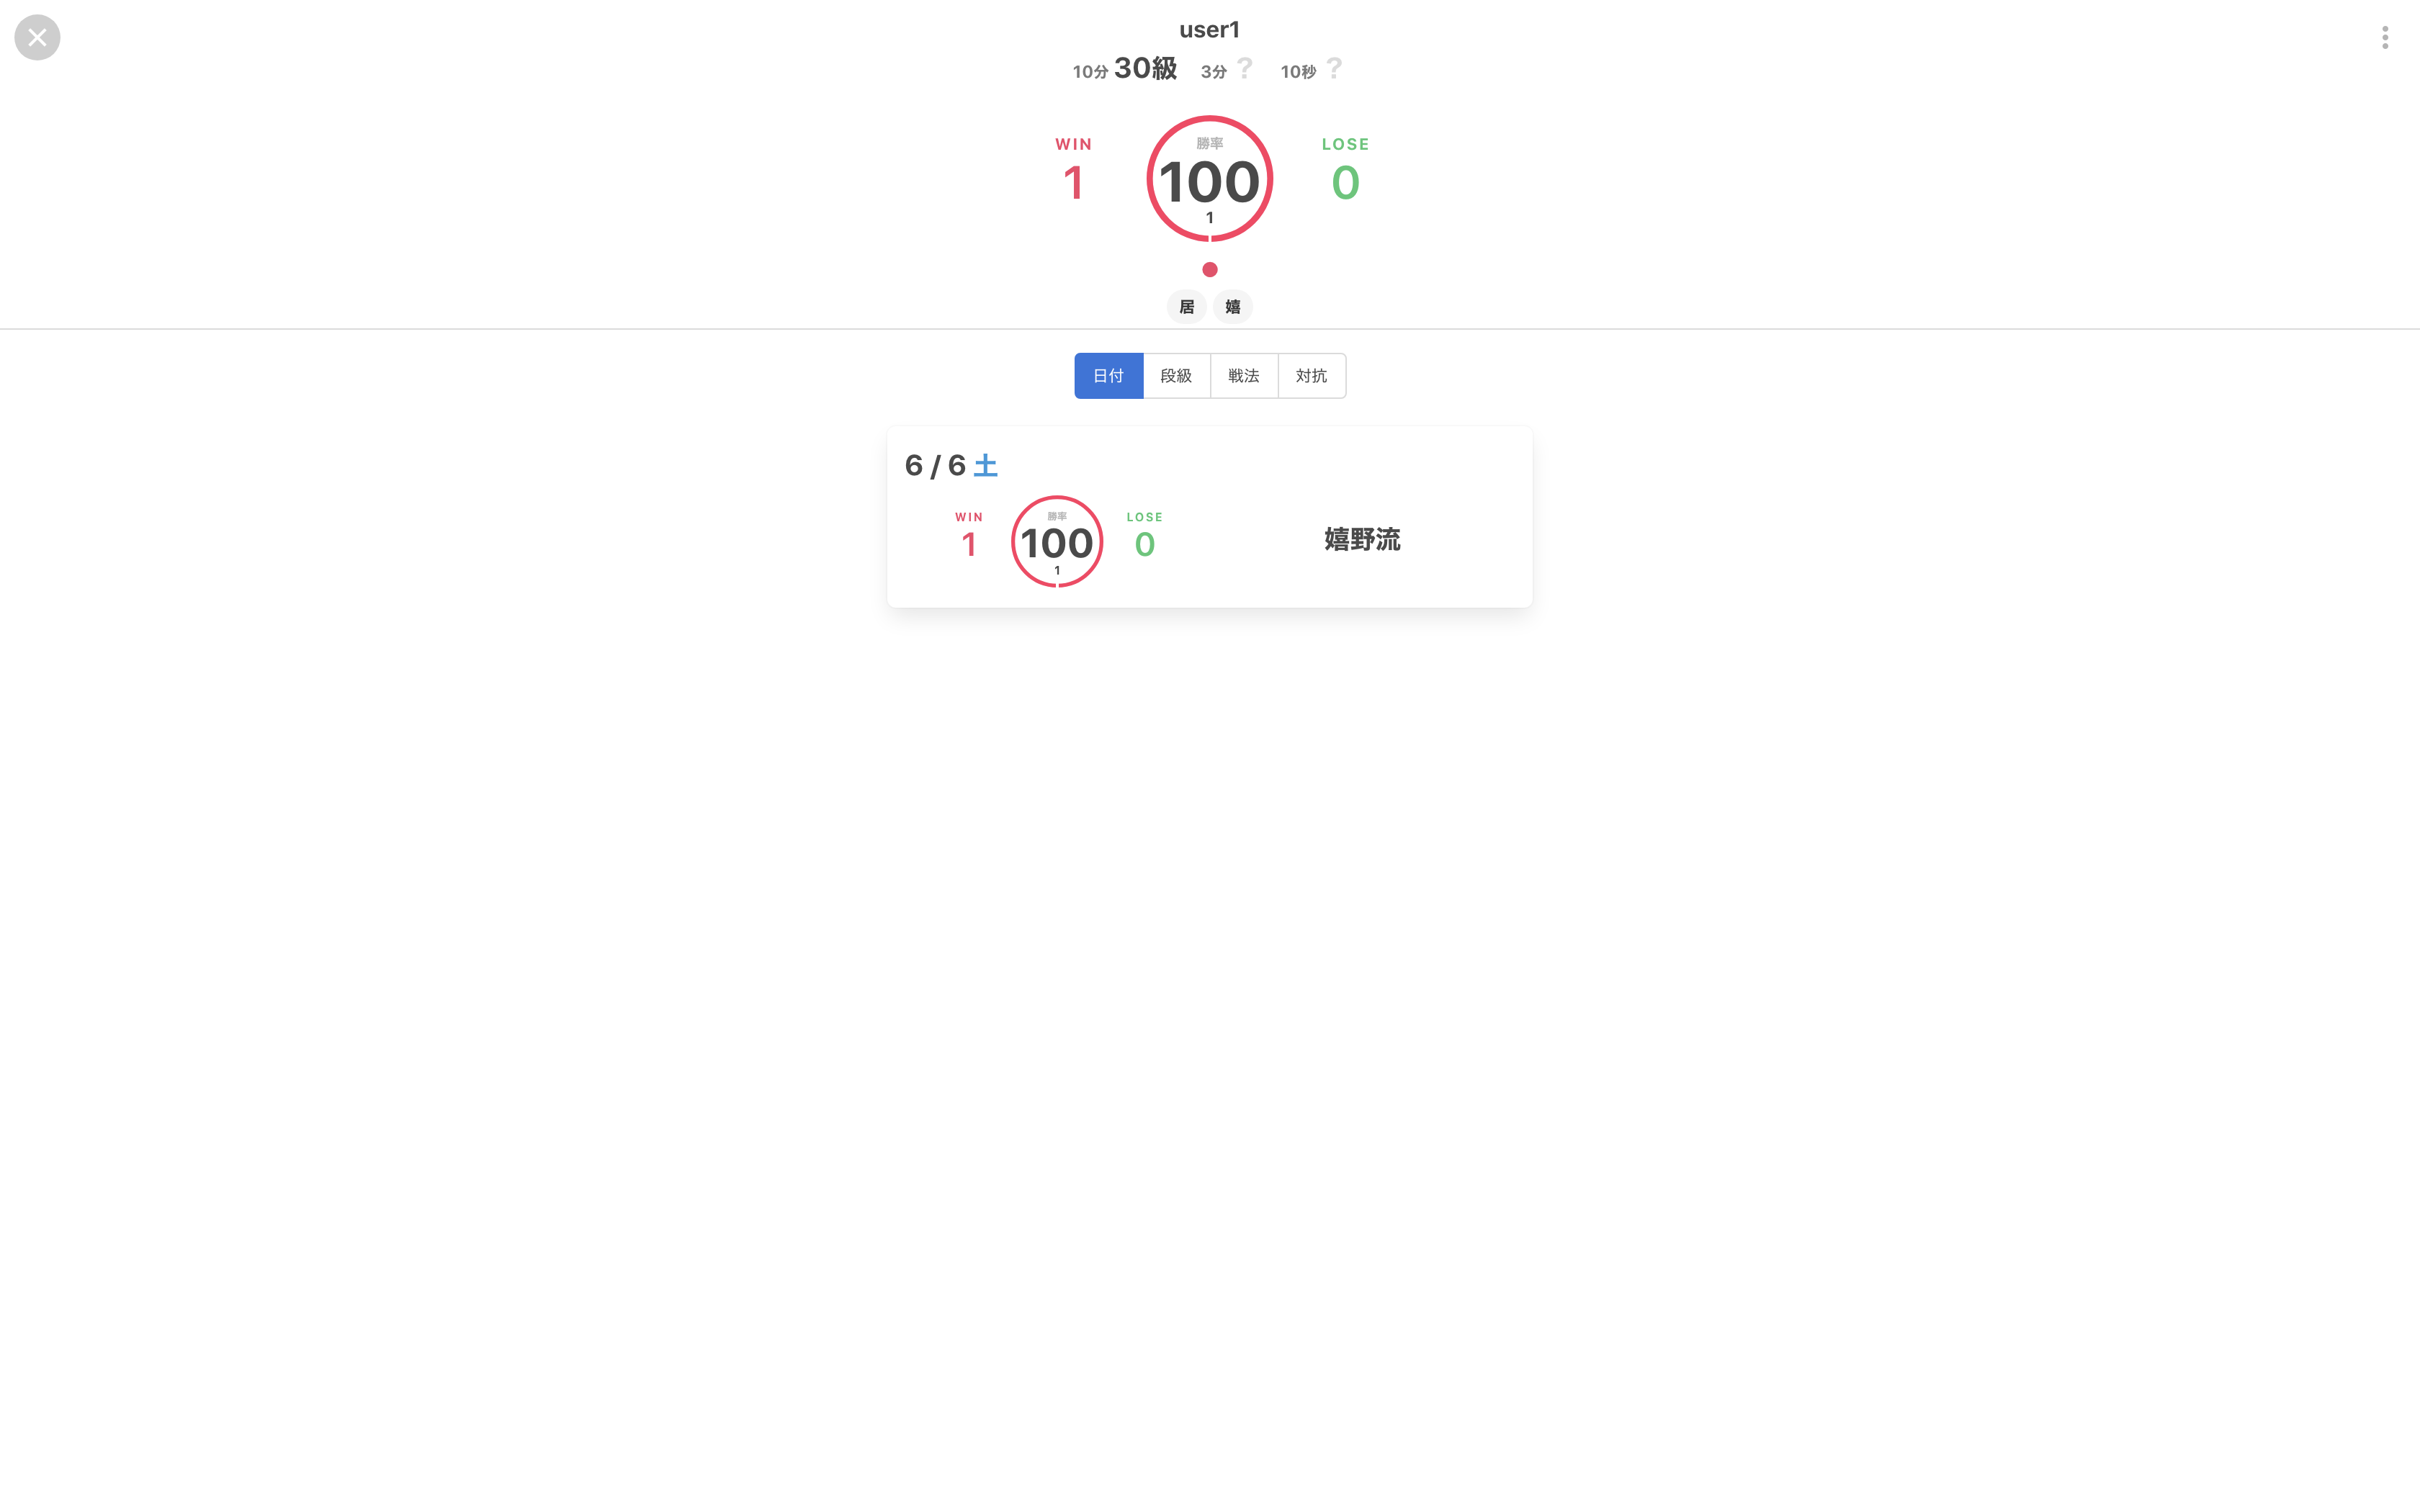 user1
10分 30級 3分 ? 10秒 ?
WIN 勝率 LOSE
1 100 0
1
居 嬉
日付 段級 戦法 対抗
6 / 6 土
WIN 勝率 LOSE
1 100 0 嬉野流
1